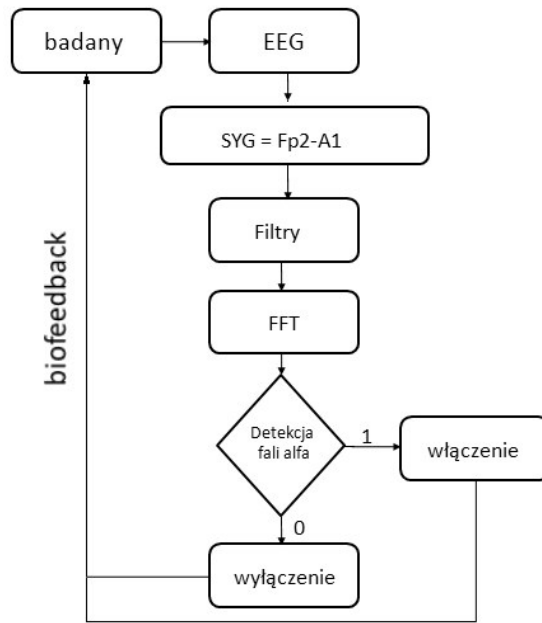 badany
EEG
SYG = Fp2-A1
Filtry
biofeedback
FFT
Detekcja
fali alfa
1
włączenie
0
wyłączenie